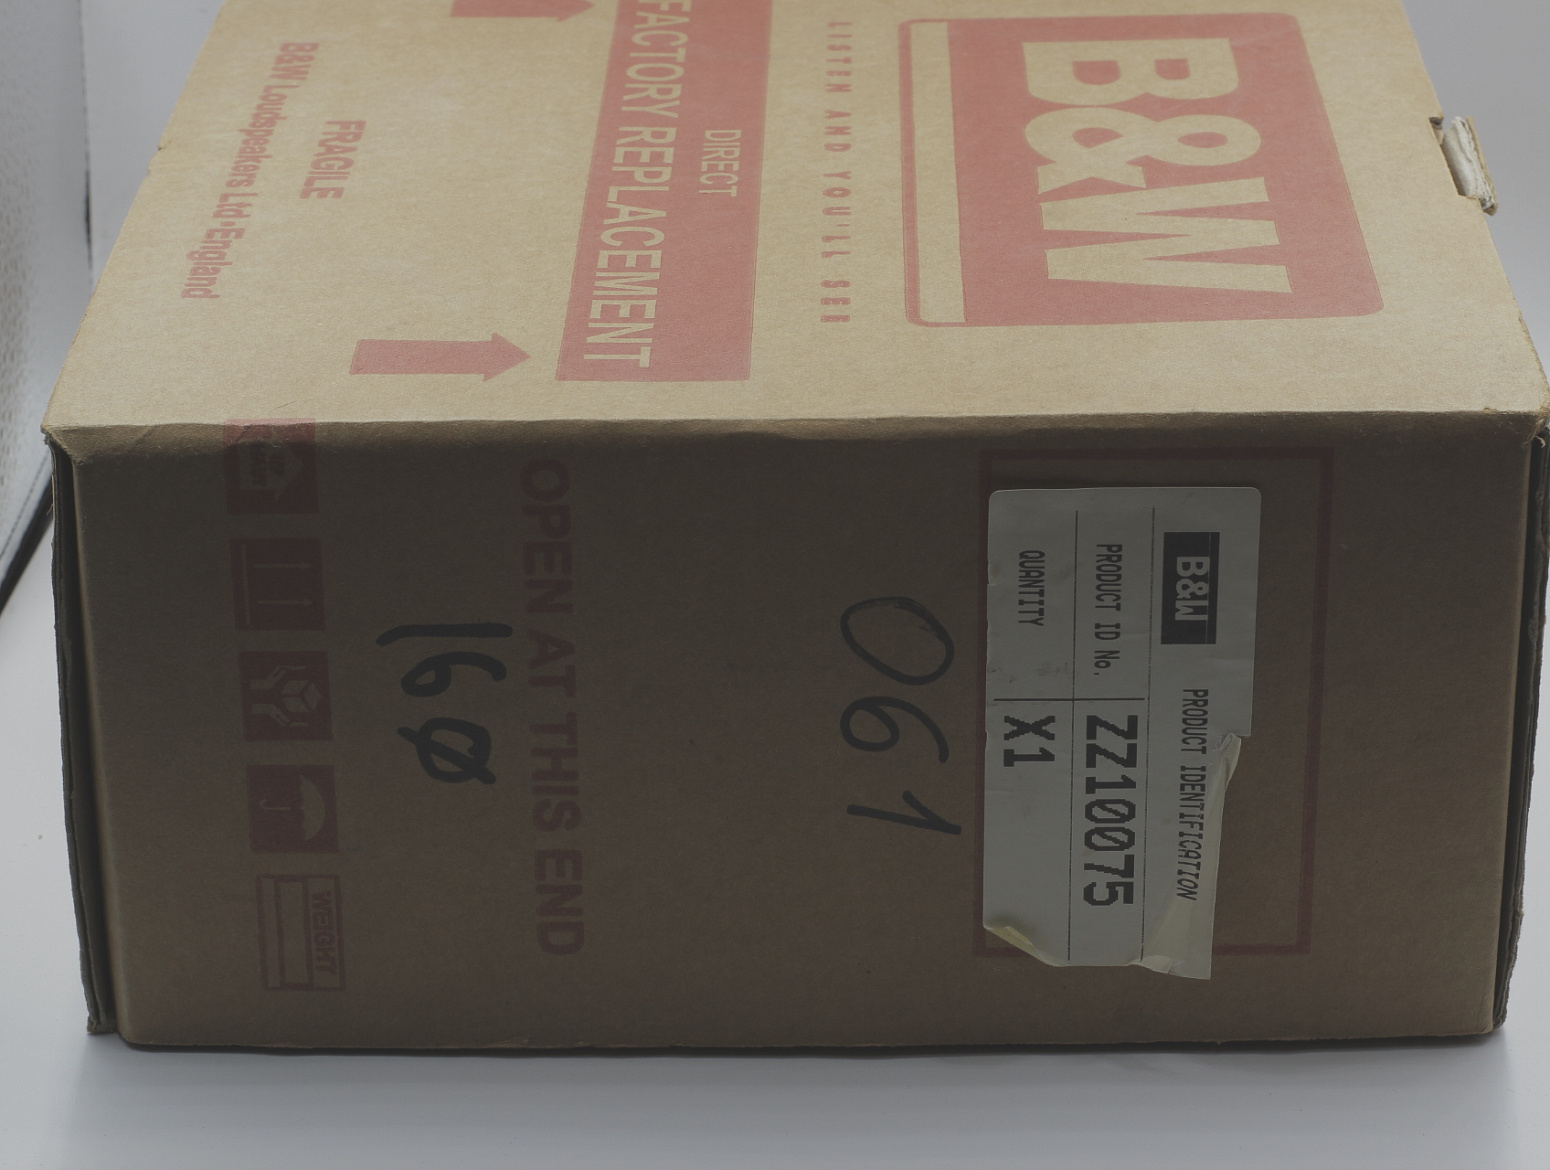 B&W
LISTEN AND YOU'LL SEE
DIRECT
FACTORY REPLACEMENT
FRAGILE
B&W Loudspeakers Ltd•England
B&W PRODUCT IDENTIFICATION
PRODUCT ID No. ZZ10075
QUANTITY X1
061
OPEN AT THIS END
160
WEIGHT